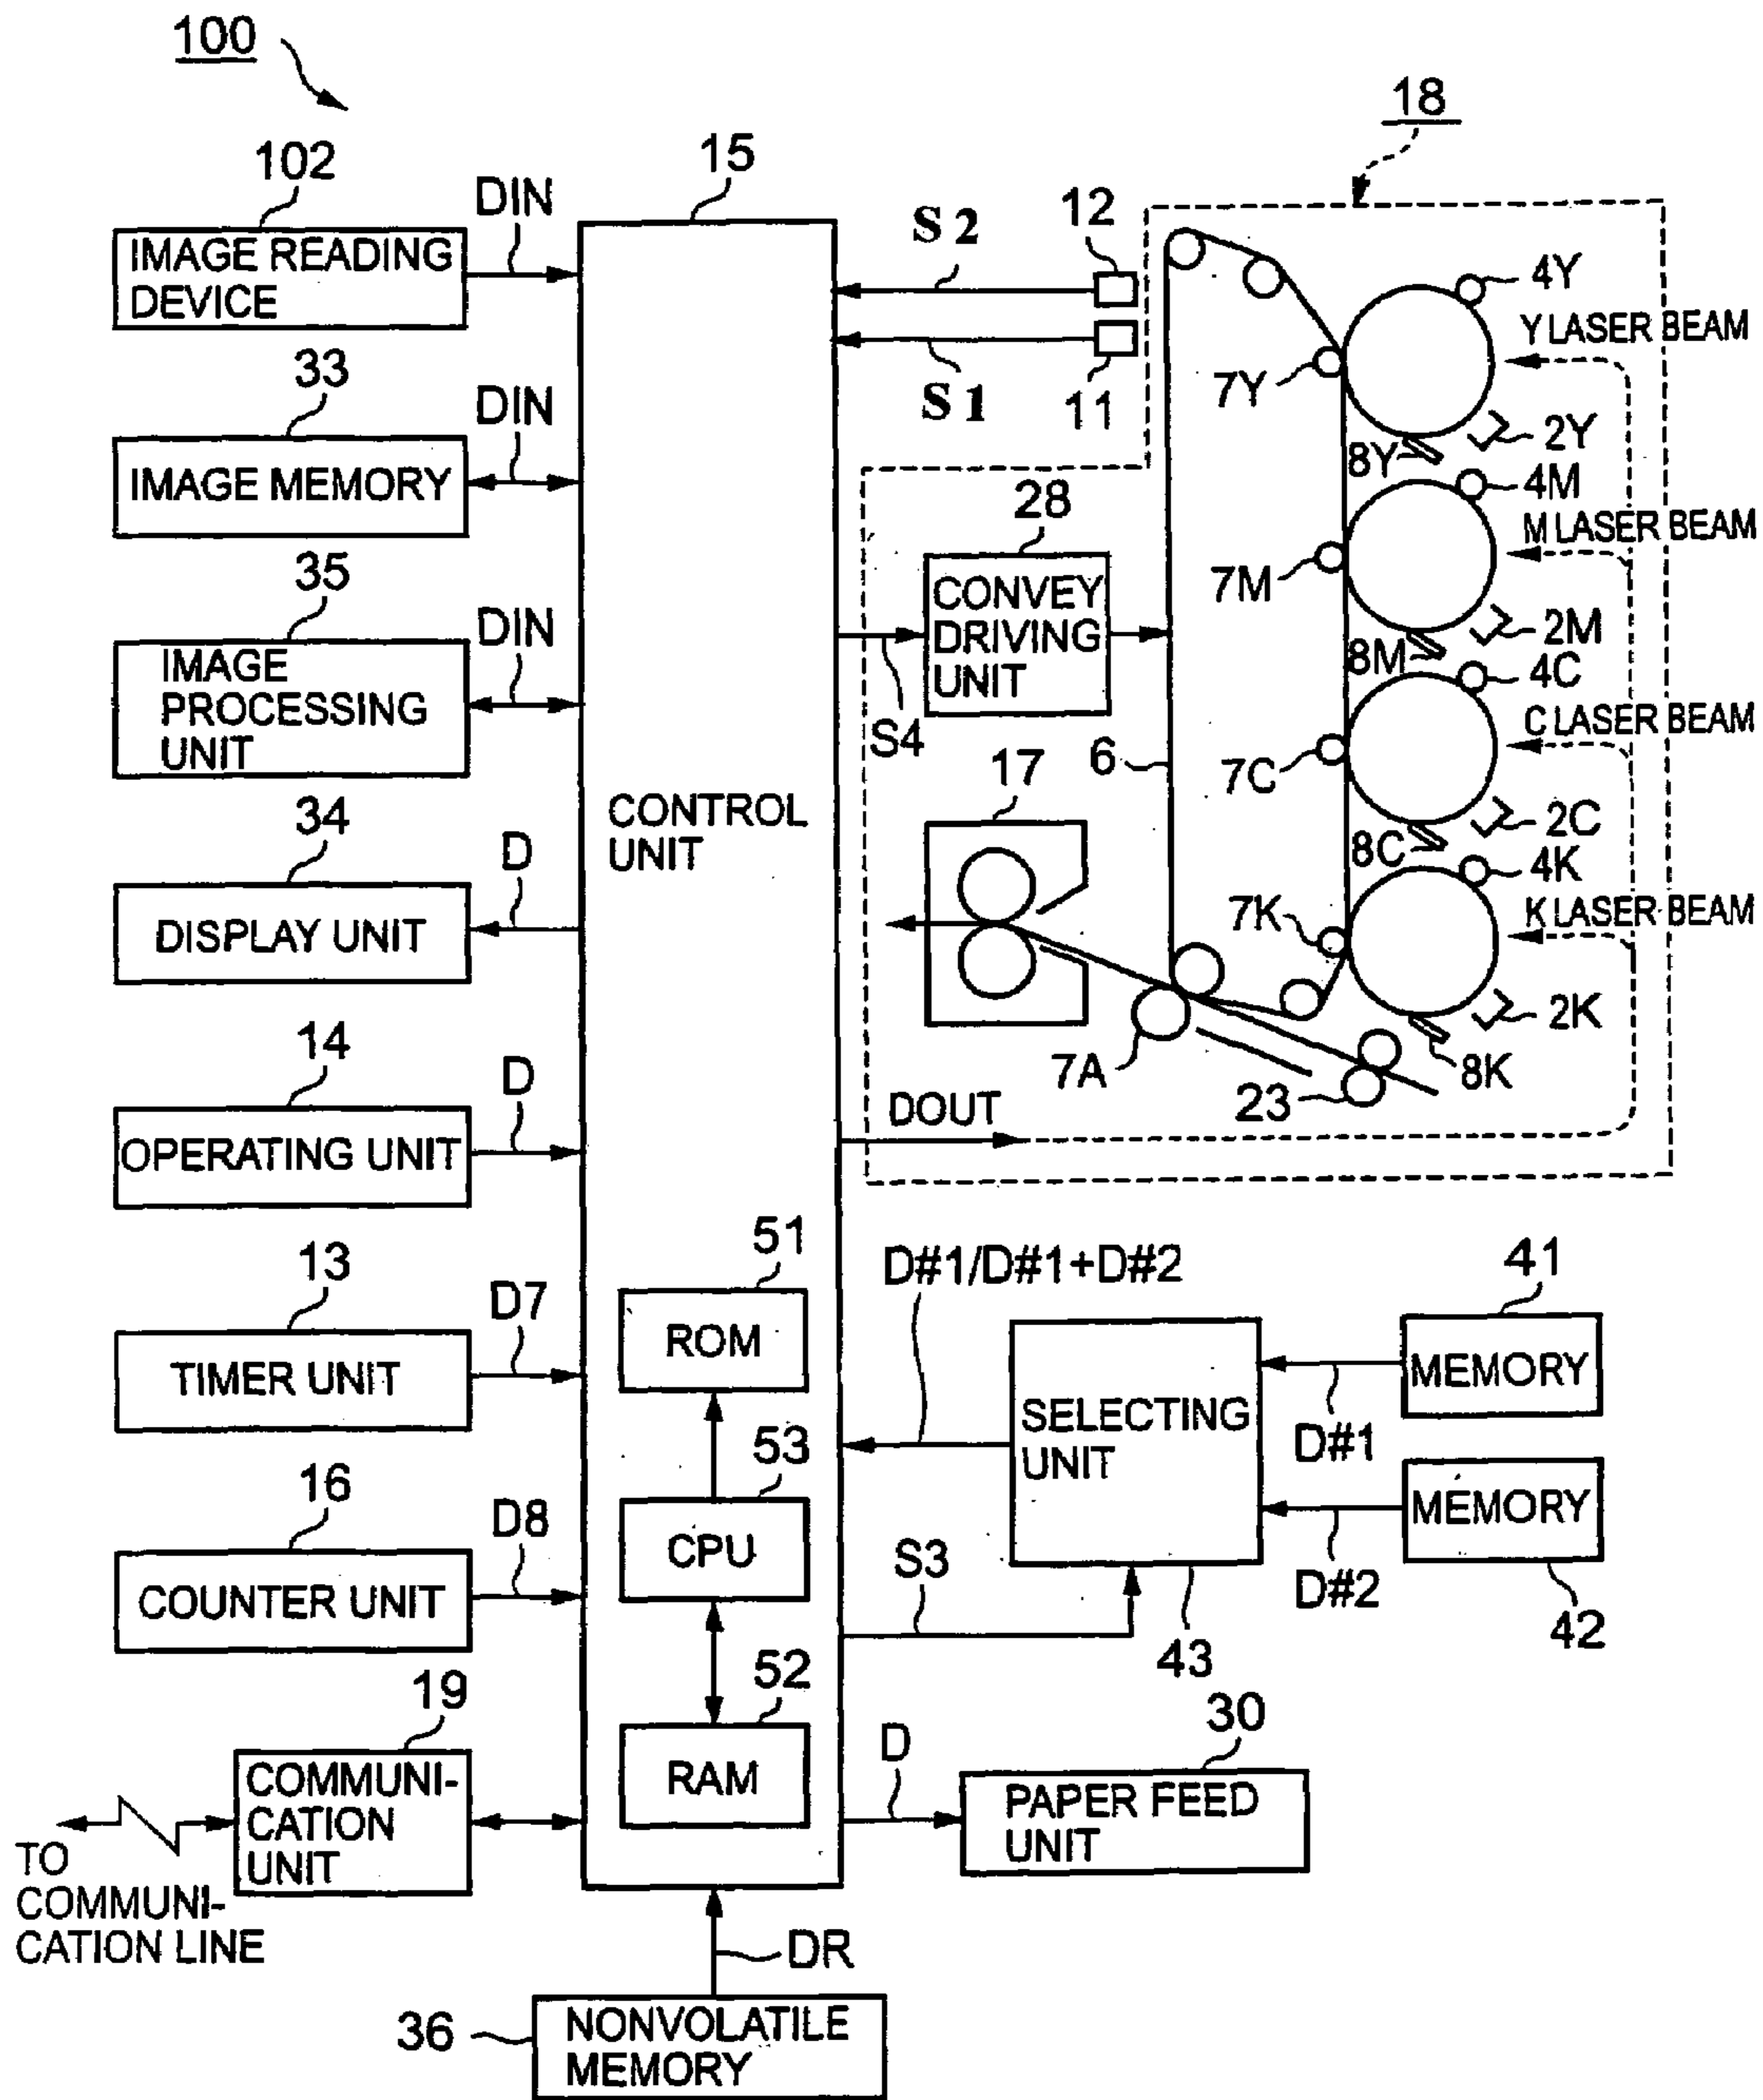 100
18
102
DIN
15
IMAGE READING
DEVICE
S2
12
S1
11
4Y
Y LASER BEAM
7Y
8Y
2Y
33
DIN
IMAGE MEMORY
4M
M LASER BEAM
28
CONVEY
DRIVING
UNIT
7M
8M
2M
35
DIN
IMAGE
PROCESSING
UNIT
S4
4C
C LASER BEAM
6
7C
8C
2C
17
CONTROL
UNIT
34
D
DISPLAY UNIT
4K
K LASER BEAM
7K
2K
8K
7A
23
14
D
OPERATING UNIT
DOUT
13
D7
TIMER UNIT
51
ROM
D#1/D#1+D#2
41
MEMORY
D#1
SELECTING
UNIT
53
CPU
16
D8
COUNTER UNIT
S3
MEMORY
D#2
42
43
52
RAM
19
COMMUNI-
CATION
UNIT
TO
COMMUNI-
CATION LINE
D
30
PAPER FEED
UNIT
DR
36
NONVOLATILE
MEMORY